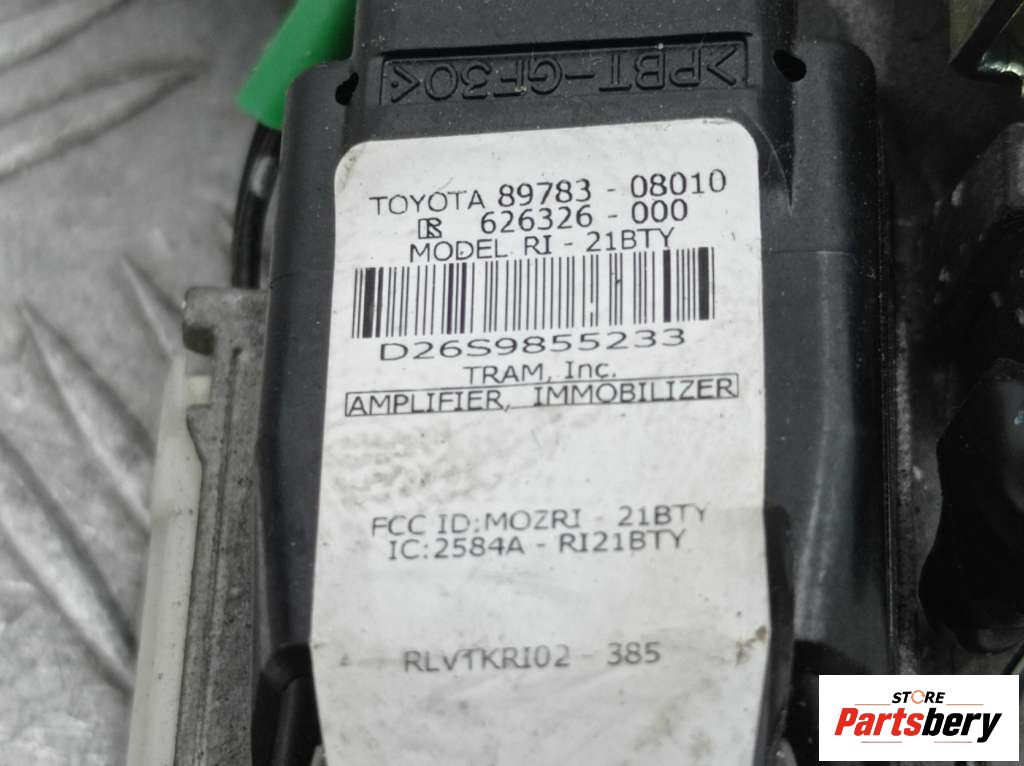 >PBT-GF30<
TOYOTA 89783 - 08010
R 626326 - 000
MODEL RI - 21BTY
D26S9855233
TRAM, Inc.
AMPLIFIER, IMMOBILIZER
FCC ID:MOZRI - 21BTY
IC:2584A - RI21BTY
RLVTKRI02 - 385
STORE
Partsbery